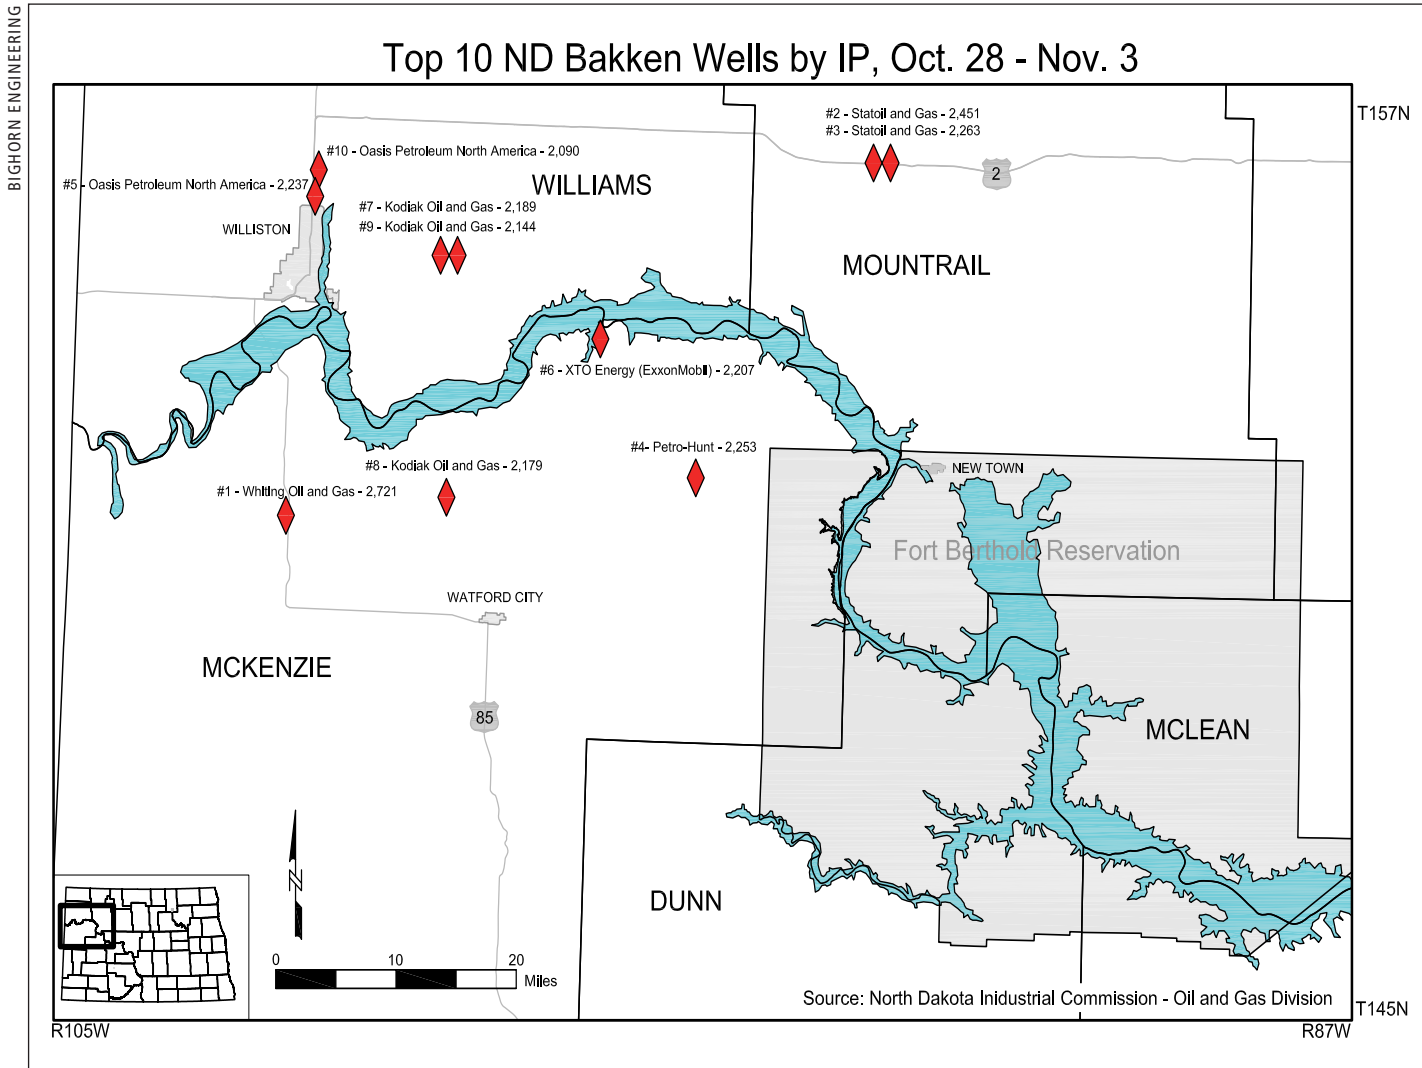 BIGHORN ENGINEERING
Top 10 ND Bakken Wells by IP, Oct. 28 - Nov. 3
T157N
#2 - Statoil and Gas - 2,451
#3 - Statoil and Gas - 2,263
#10 - Oasis Petroleum North America - 2,090
#5 - Oasis Petroleum North America - 2,237
WILLIAMS
2
#7 - Kodiak Oil and Gas - 2,189
#9 - Kodiak Oil and Gas - 2,144
WILLISTON
MOUNTRAIL
#6 - XTO Energy (ExxonMobil) - 2,207
#4- Petro-Hunt - 2,253
#8 - Kodiak Oil and Gas - 2,179
NEW TOWN
#1 - Whiting Oil and Gas - 2,721
Fort Berthold Reservation
WATFORD CITY
MCKENZIE
85
MCLEAN
DUNN
N
0 10 20
Miles
Source: North Dakota Inidustrial Commission - Oil and Gas Division
T145N
R105W
R87W